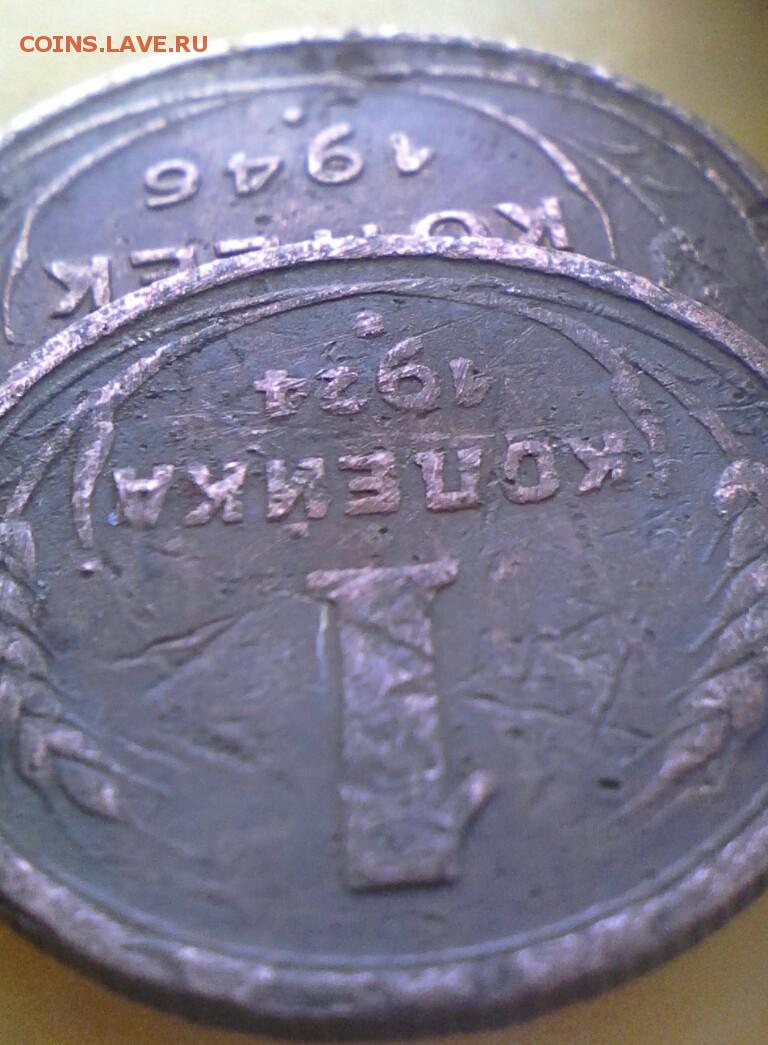 COINS.LAVE.RU
1
КОПЕЙКА
1924
КОПЕЕК
1946